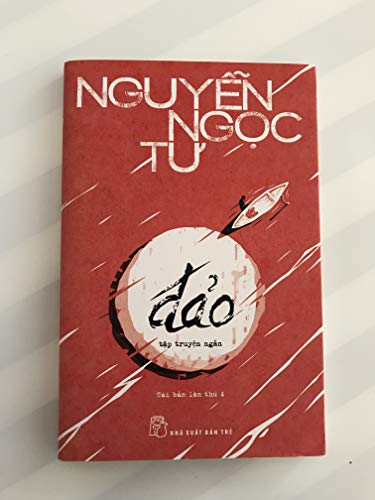 NGUYỄN
NGỌC
TƯ
đảo
tập truyện ngắn
Tái bản lần thứ 4
NHÀ XUẤT BẢN TRẺ